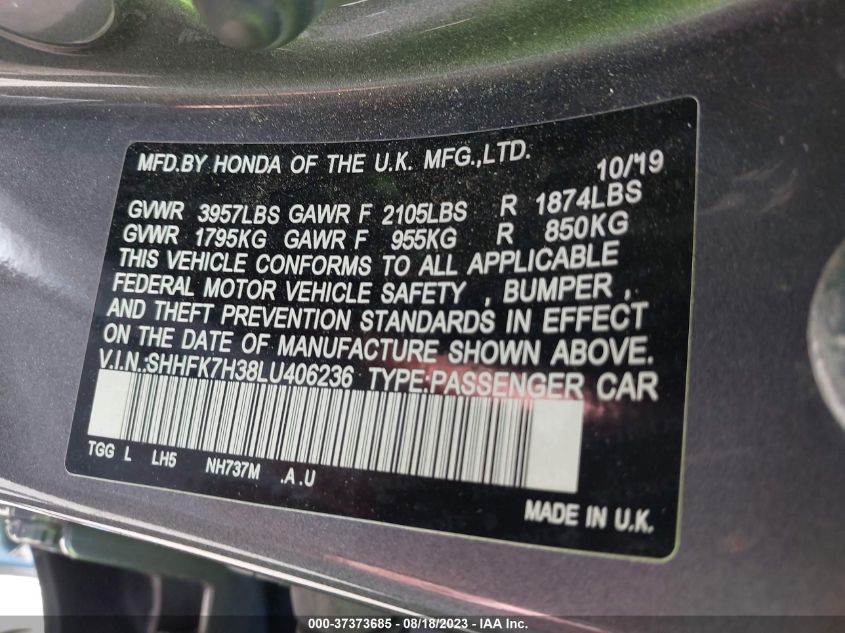 MFD.BY HONDA OF THE U.K. MFG.,LTD. 10/19
GVWR 3957LBS GAWR F 2105LBS R 1874LBS
GVWR 1795KG GAWR F 955KG R 850KG
THIS VEHICLE CONFORMS TO ALL APPLICABLE
FEDERAL MOTOR VEHICLE SAFETY , BUMPER ,
AND THEFT PREVENTION STANDARDS IN EFFECT
ON THE DATE OF MANUFACTURE SHOWN ABOVE.
V.I.N.:SHHFK7H38LU406236 TYPE:PASSENGER CAR
TGG L LH5 NH737M .A.U
MADE IN U.K.
000-37373685 - 08/18/2023 - IAA Inc.